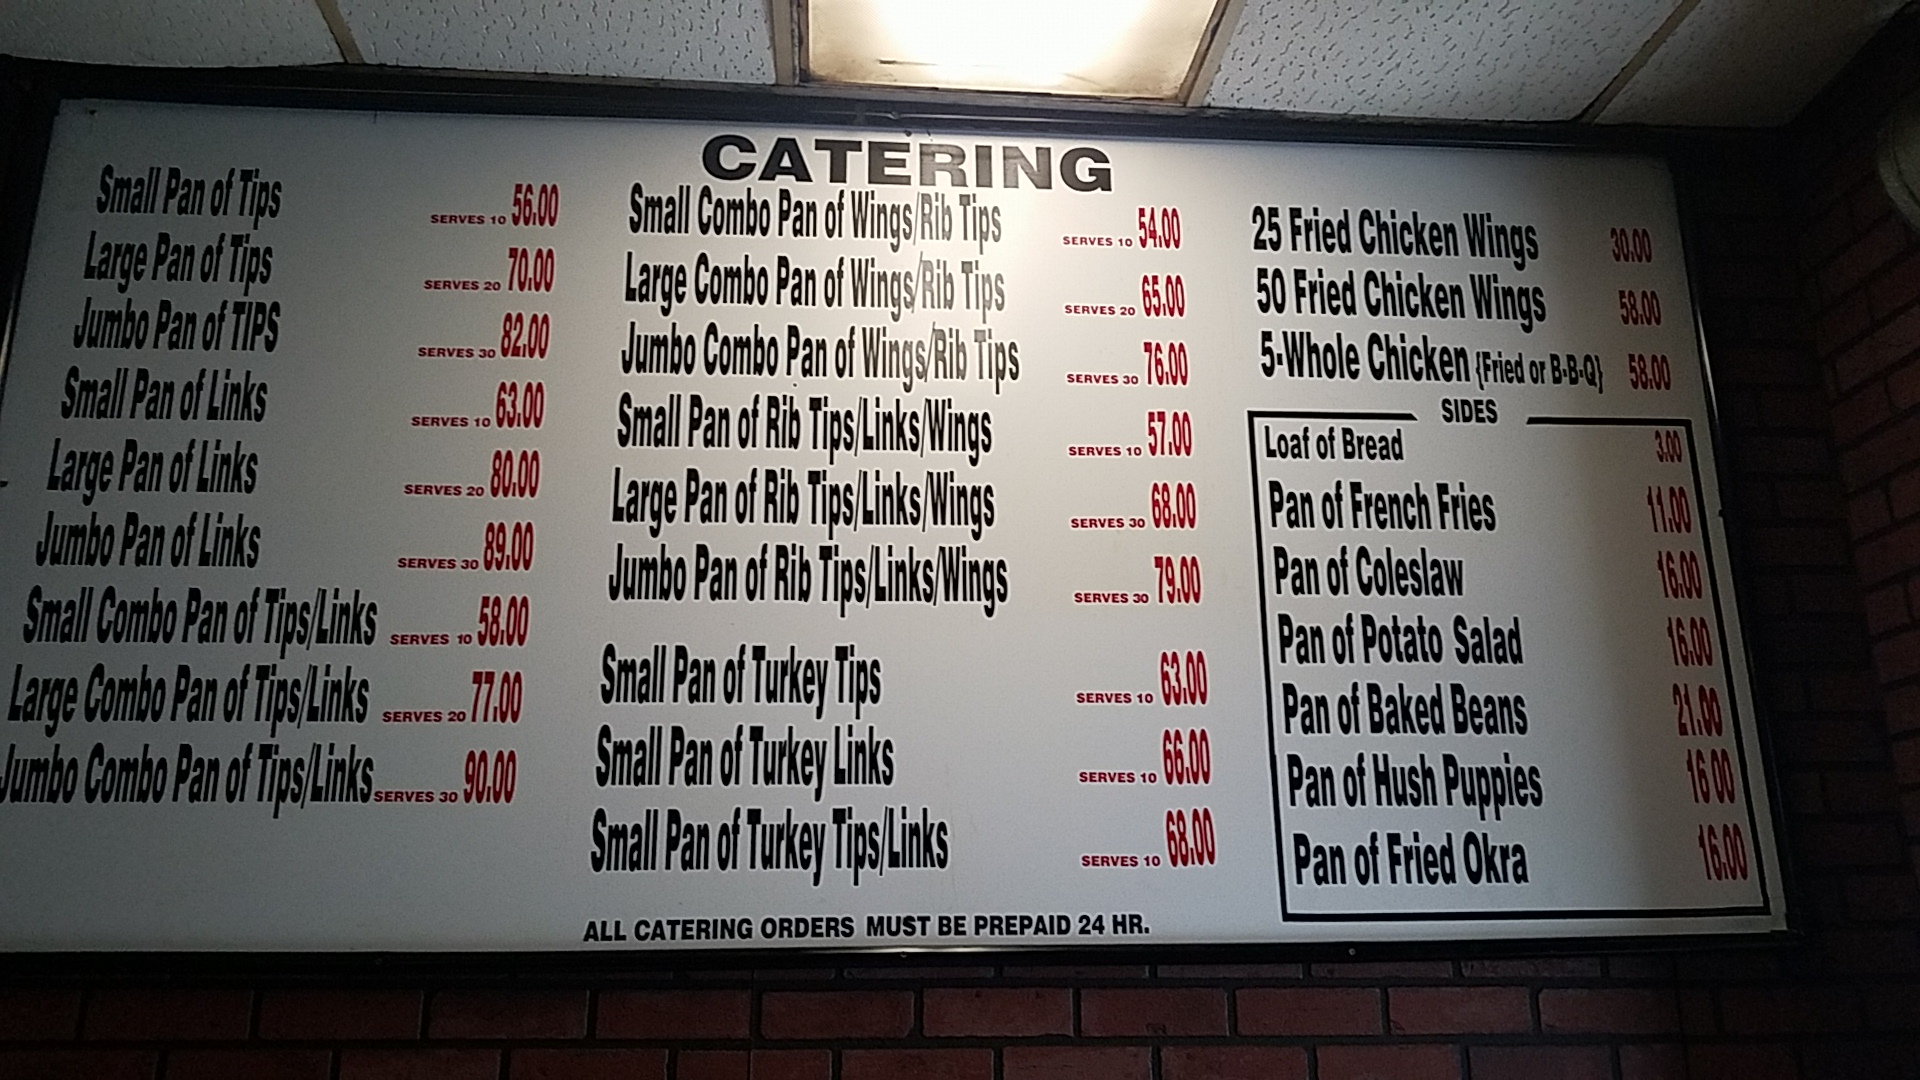 CATERING
Small Pan of Tips SERVES 10 56.00
Large Pan of Tips SERVES 20 70.00
Jumbo Pan of TIPS SERVES 30 82.00
Small Pan of Links SERVES 10 63.00
Large Pan of Links SERVES 20 80.00
Jumbo Pan of Links SERVES 30 89.00
Small Combo Pan of Tips/Links SERVES 10 58.00
Large Combo Pan of Tips/Links SERVES 20 77.00
Jumbo Combo Pan of Tips/Links SERVES 30 90.00
Small Combo Pan of Wings/Rib Tips SERVES 10 54.00
Large Combo Pan of Wings/Rib Tips SERVES 20 65.00
Jumbo Combo Pan of Wings/Rib Tips SERVES 30 76.00
Small Pan of Rib Tips/Links/Wings SERVES 10 57.00
Large Pan of Rib Tips/Links/Wings SERVES 30 68.00
Jumbo Pan of Rib Tips/Links/Wings SERVES 30 79.00
Small Pan of Turkey Tips SERVES 10 63.00
Small Pan of Turkey Links SERVES 10 66.00
Small Pan of Turkey Tips/Links SERVES 10 68.00
25 Fried Chicken Wings 30.00
50 Fried Chicken Wings 58.00
5-Whole Chicken {Fried or B-B-Q} 58.00
SIDES
Loaf of Bread 3.00
Pan of French Fries 11.00
Pan of Coleslaw 16.00
Pan of Potato Salad 16.00
Pan of Baked Beans 21.00
Pan of Hush Puppies 16 00
Pan of Fried Okra 16.00
ALL CATERING ORDERS MUST BE PREPAID 24 HR.